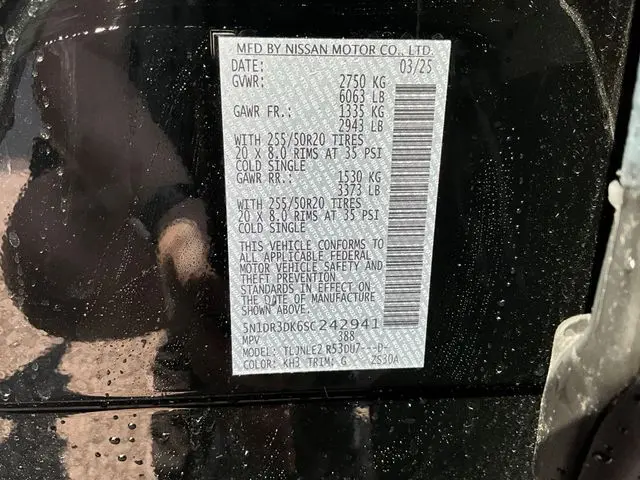 MFD BY NISSAN MOTOR CO., LTD.
DATE: 03/25
GVWR: 2750 KG
6063 LB
GAWR FR.: 1335 KG
2943 LB
WITH 255/50R20 TIRES
20 X 8.0 RIMS AT 35 PSI
COLD SINGLE
GAWR RR.: 1530 KG
3373 LB
WITH 255/50R20 TIRES
20 X 8.0 RIMS AT 35 PSI
COLD SINGLE
THIS VEHICLE CONFORMS TO
ALL APPLICABLE FEDERAL
MOTOR VEHICLE SAFETY AND
THEFT PREVENTION
STANDARDS IN EFFECT ON
THE DATE OF MANUFACTURE
SHOWN ABOVE.
5N1DR3DK6SC242941
MPV 388
MODEL: TLJNLEZ R53DU7---D-
COLOR: KH3 TRIM: G ZS30A